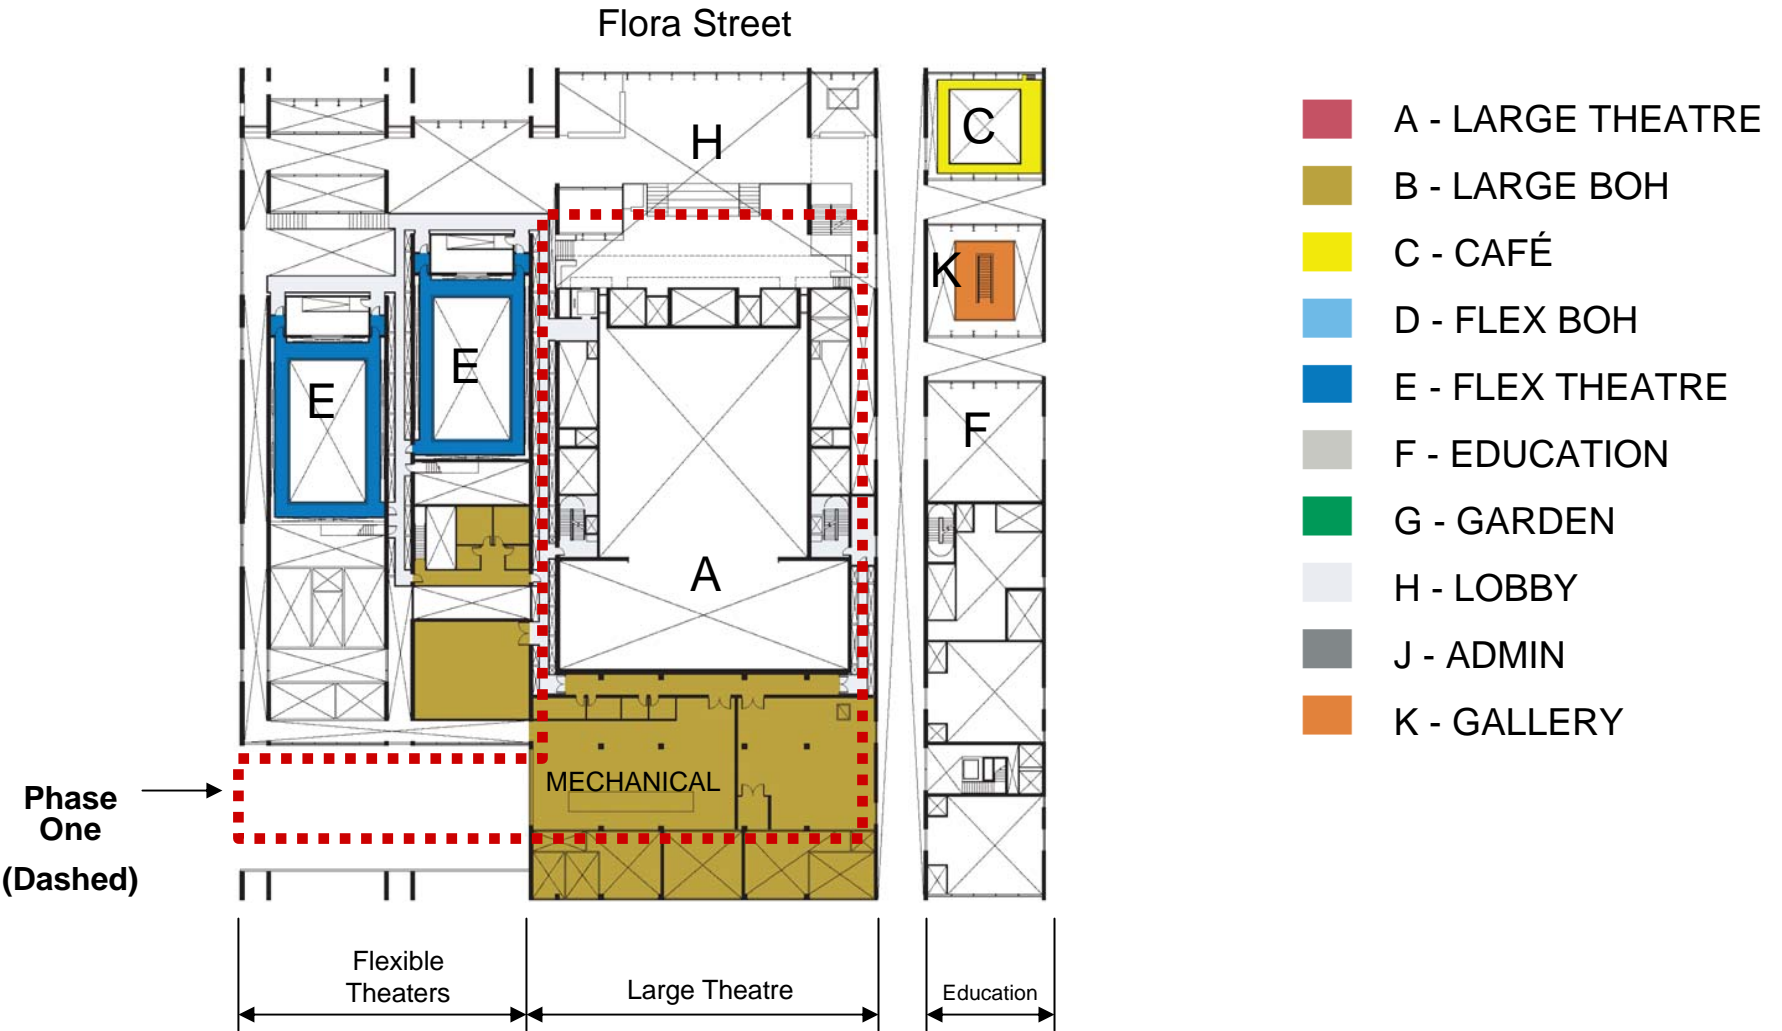 Flora Street
H
C
K
E
E
F
A
MECHANICAL
Phase
One
(Dashed)
Flexible
Theaters
Large Theatre
Education
A - LARGE THEATRE
B - LARGE BOH
C - CAFÉ
D - FLEX BOH
E - FLEX THEATRE
F - EDUCATION
G - GARDEN
H - LOBBY
J - ADMIN
K - GALLERY